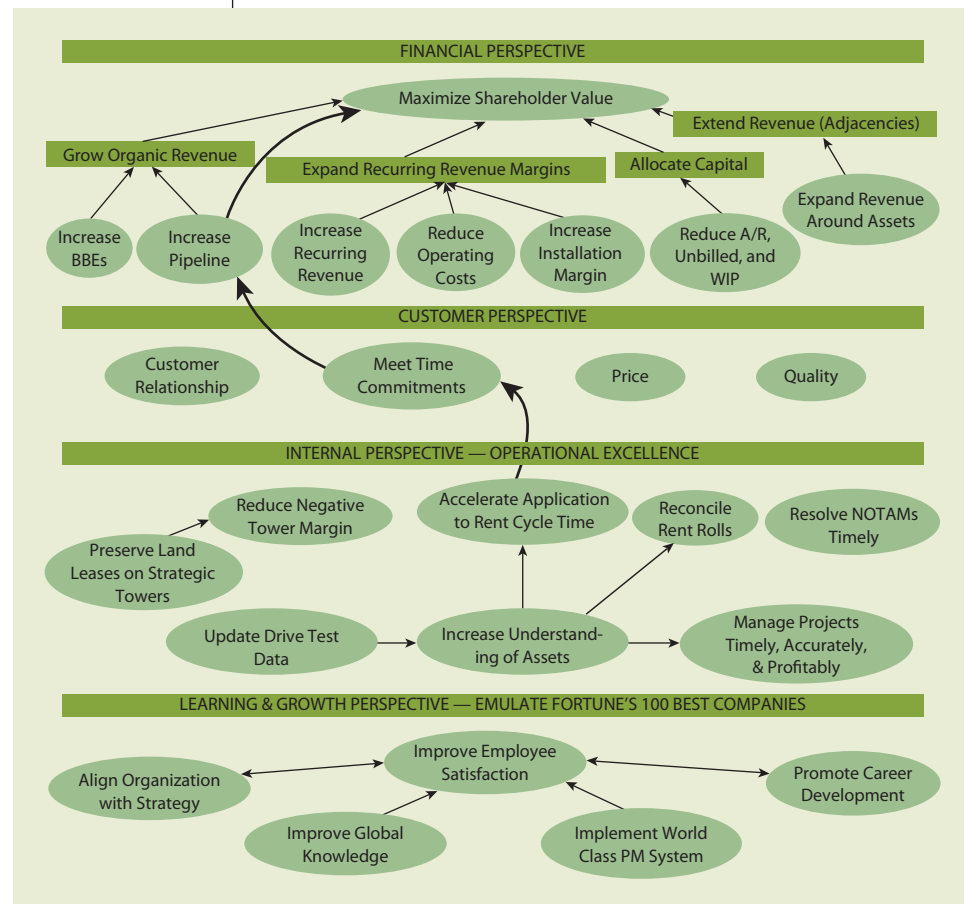 FINANCIAL PERSPECTIVE
Maximize Shareholder Value
Extend Revenue (Adjacencies)
Grow Organic Revenue
Expand Recurring Revenue Margins
Allocate Capital
Expand Revenue
Around Assets
Increase
BBEs
Increase
Pipeline
Increase
Recurring
Revenue
Reduce
Operating
Costs
Increase
Installation
Margin
Reduce A/R,
Unbilled, and
WIP
CUSTOMER PERSPECTIVE
Customer
Relationship
Meet Time
Commitments
Price
Quality
INTERNAL PERSPECTIVE — OPERATIONAL EXCELLENCE
Reduce Negative
Tower Margin
Accelerate Application
to Rent Cycle Time
Reconcile
Rent Rolls
Resolve NOTAMs
Timely
Preserve Land
Leases on Strategic
Towers
Update Drive Test
Data
Increase Understand-
ing of Assets
Manage Projects
Timely, Accurately,
& Profitably
LEARNING & GROWTH PERSPECTIVE — EMULATE FORTUNE'S 100 BEST COMPANIES
Improve Employee
Satisfaction
Align Organization
with Strategy
Promote Career
Development
Improve Global
Knowledge
Implement World
Class PM System